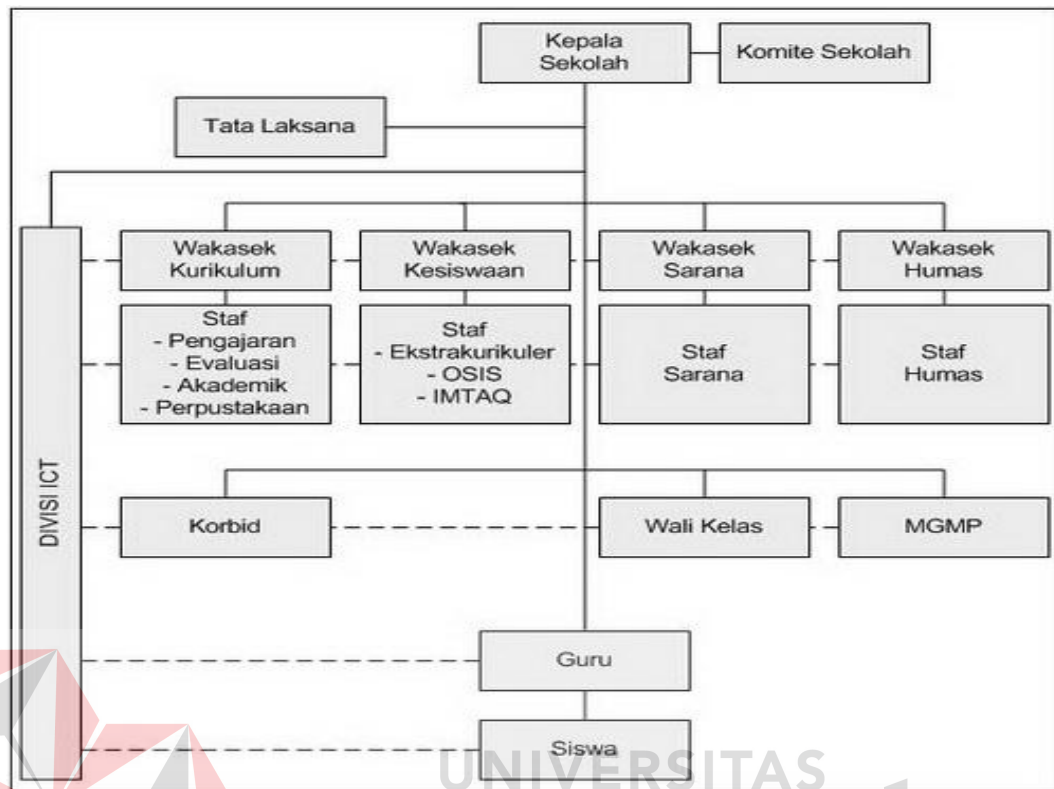 Kepala
Sekolah
Komite Sekolah
Tata Laksana
DIVISI ICT
Wakasek
Kurikulum
Wakasek
Kesiswaan
Wakasek
Sarana
Wakasek
Humas
Staf
- Pengajaran
- Evaluasi
- Akademik
- Perpustakaan
Staf
- Ekstrakurikuler
- OSIS
- IMTAQ
Staf
Sarana
Staf
Humas
Korbid
Wali Kelas
MGMP
Guru
Siswa
UNIVERSITAS